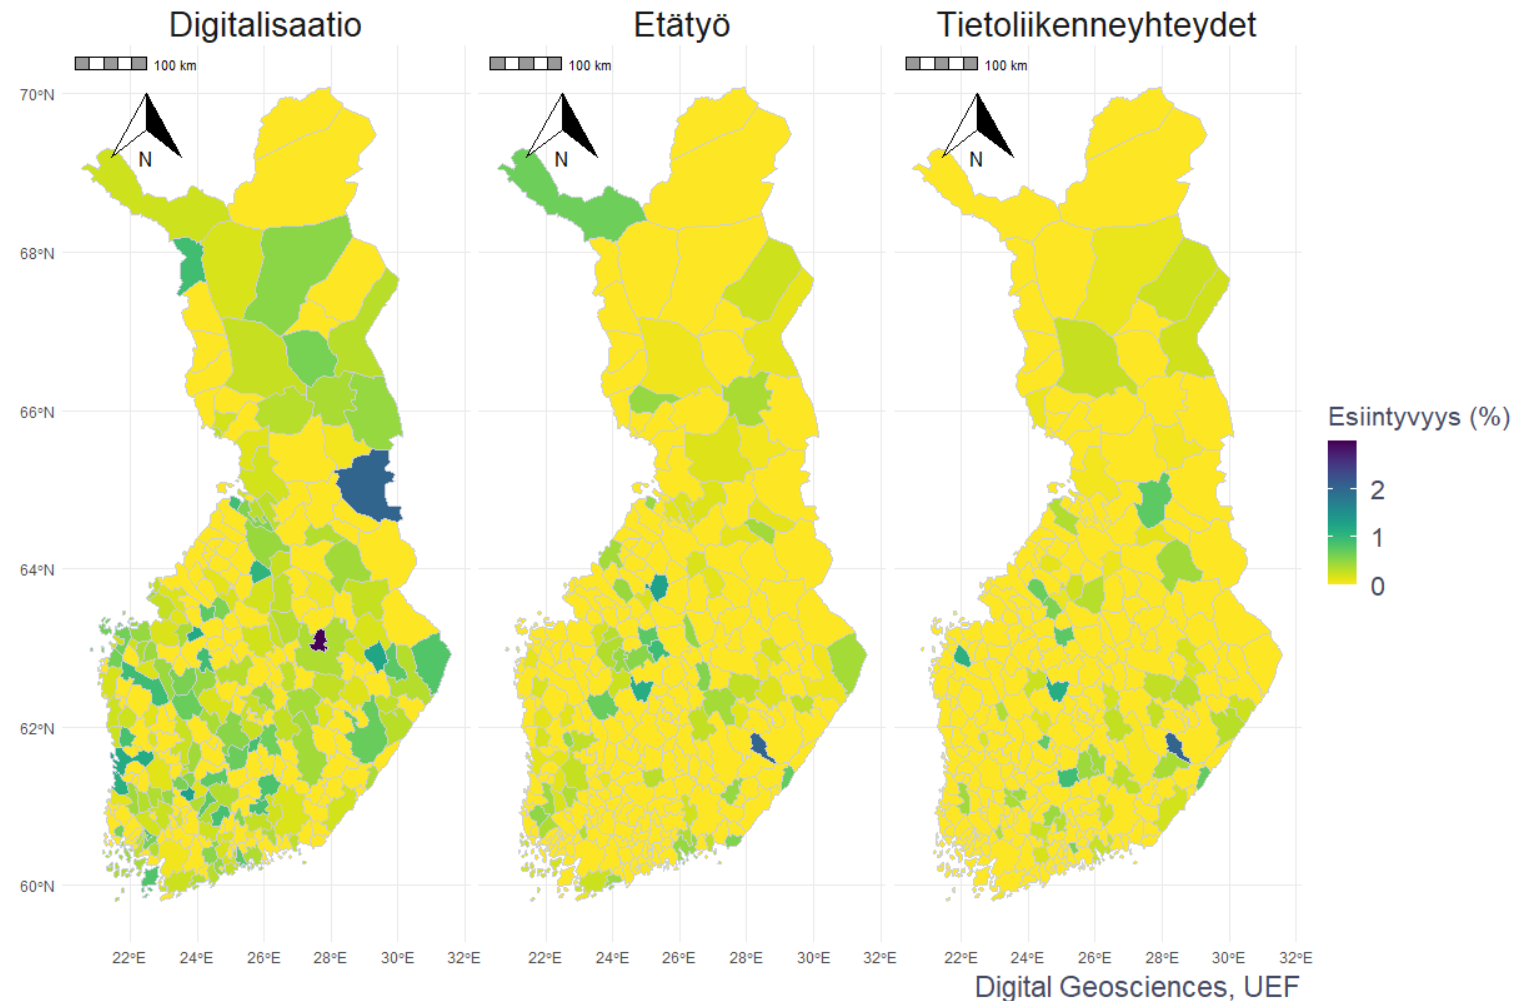 Digitalisaatio Etätyö Tietoliikenneyhteydet
100 km 100 km 100 km
70°N
N N N
68°N
66°N
Esiintyvyys (%)
2
1
0
64°N
62°N
60°N
22°E 24°E 26°E 28°E 30°E 32°E 22°E 24°E 26°E 28°E 30°E 32°E 22°E 24°E 26°E 28°E 30°E 32°E
Digital Geosciences, UEF